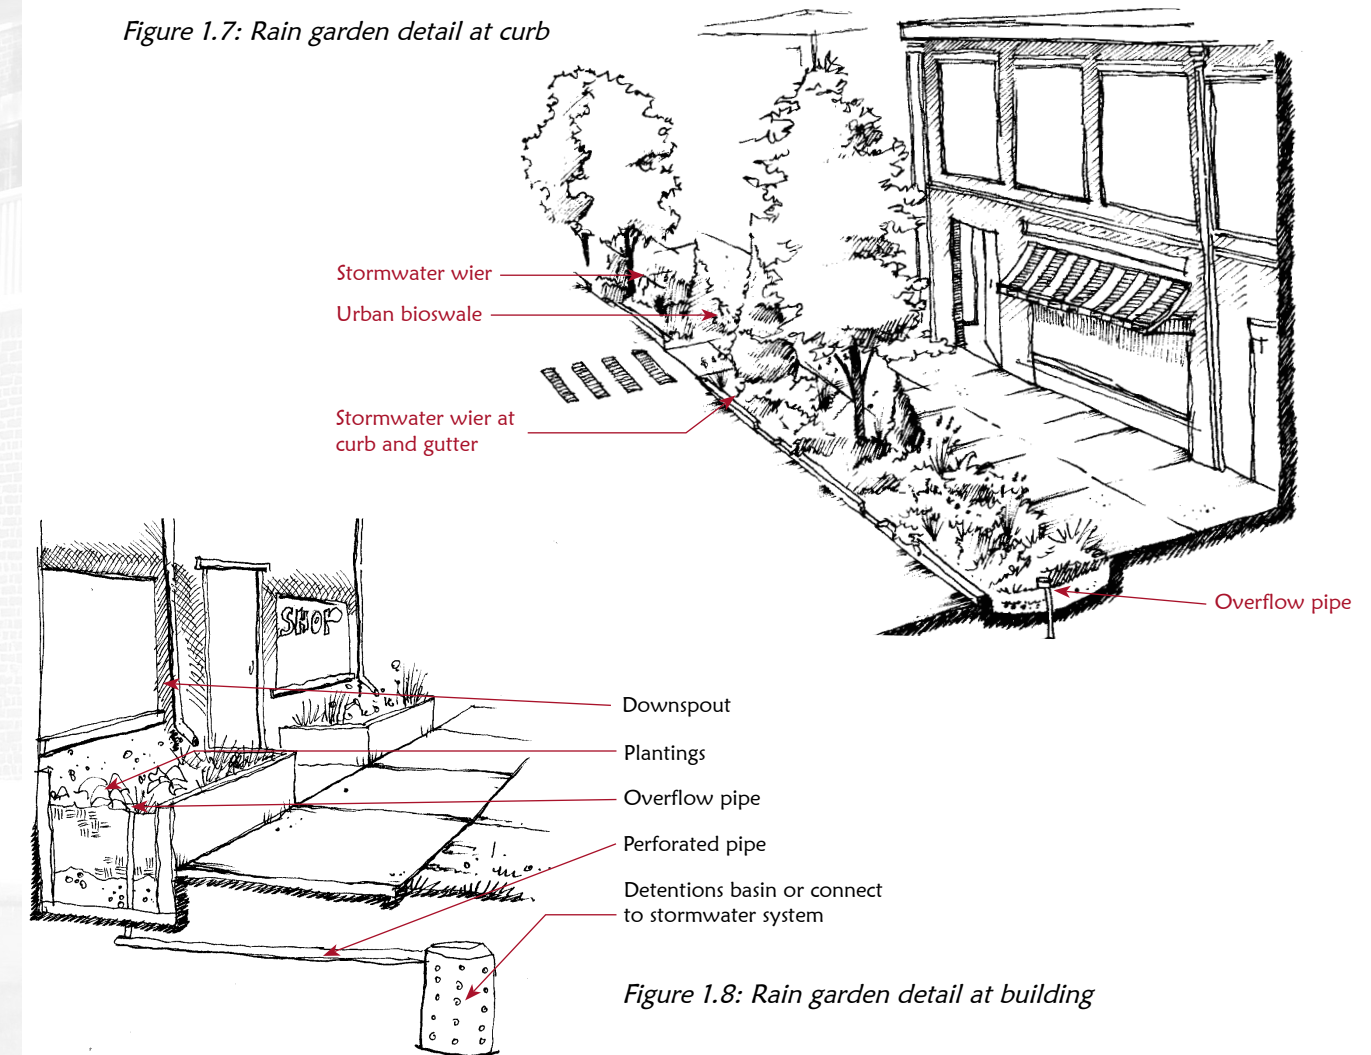 Figure 1.7: Rain garden detail at curb
Stormwater wier
Urban bioswale
Stormwater wier at
curb and gutter
Overflow pipe
SHOP
Downspout
Plantings
Overflow pipe
Perforated pipe
Detentions basin or connect
to stormwater system
Figure 1.8: Rain garden detail at building